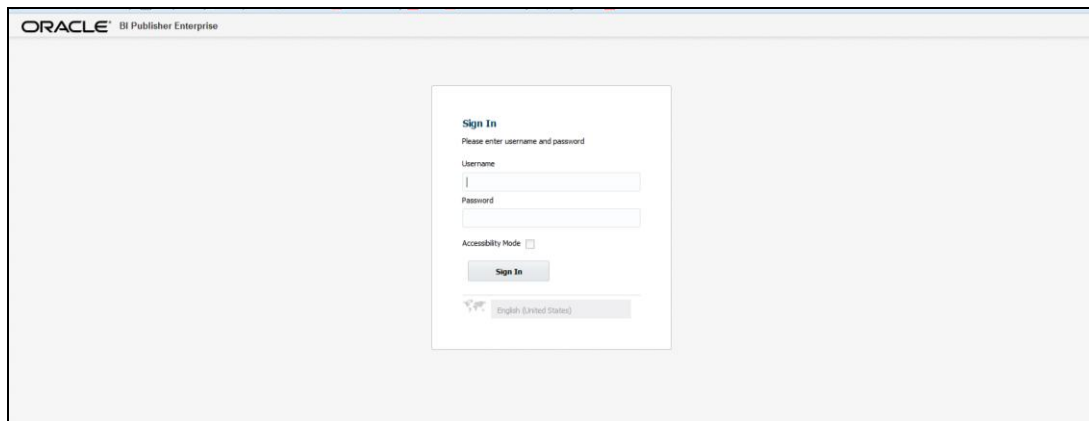 ORACLE® BI Publisher Enterprise
Sign In
Please enter username and password
Username
Password
Accessibility Mode
Sign In
English (United States)